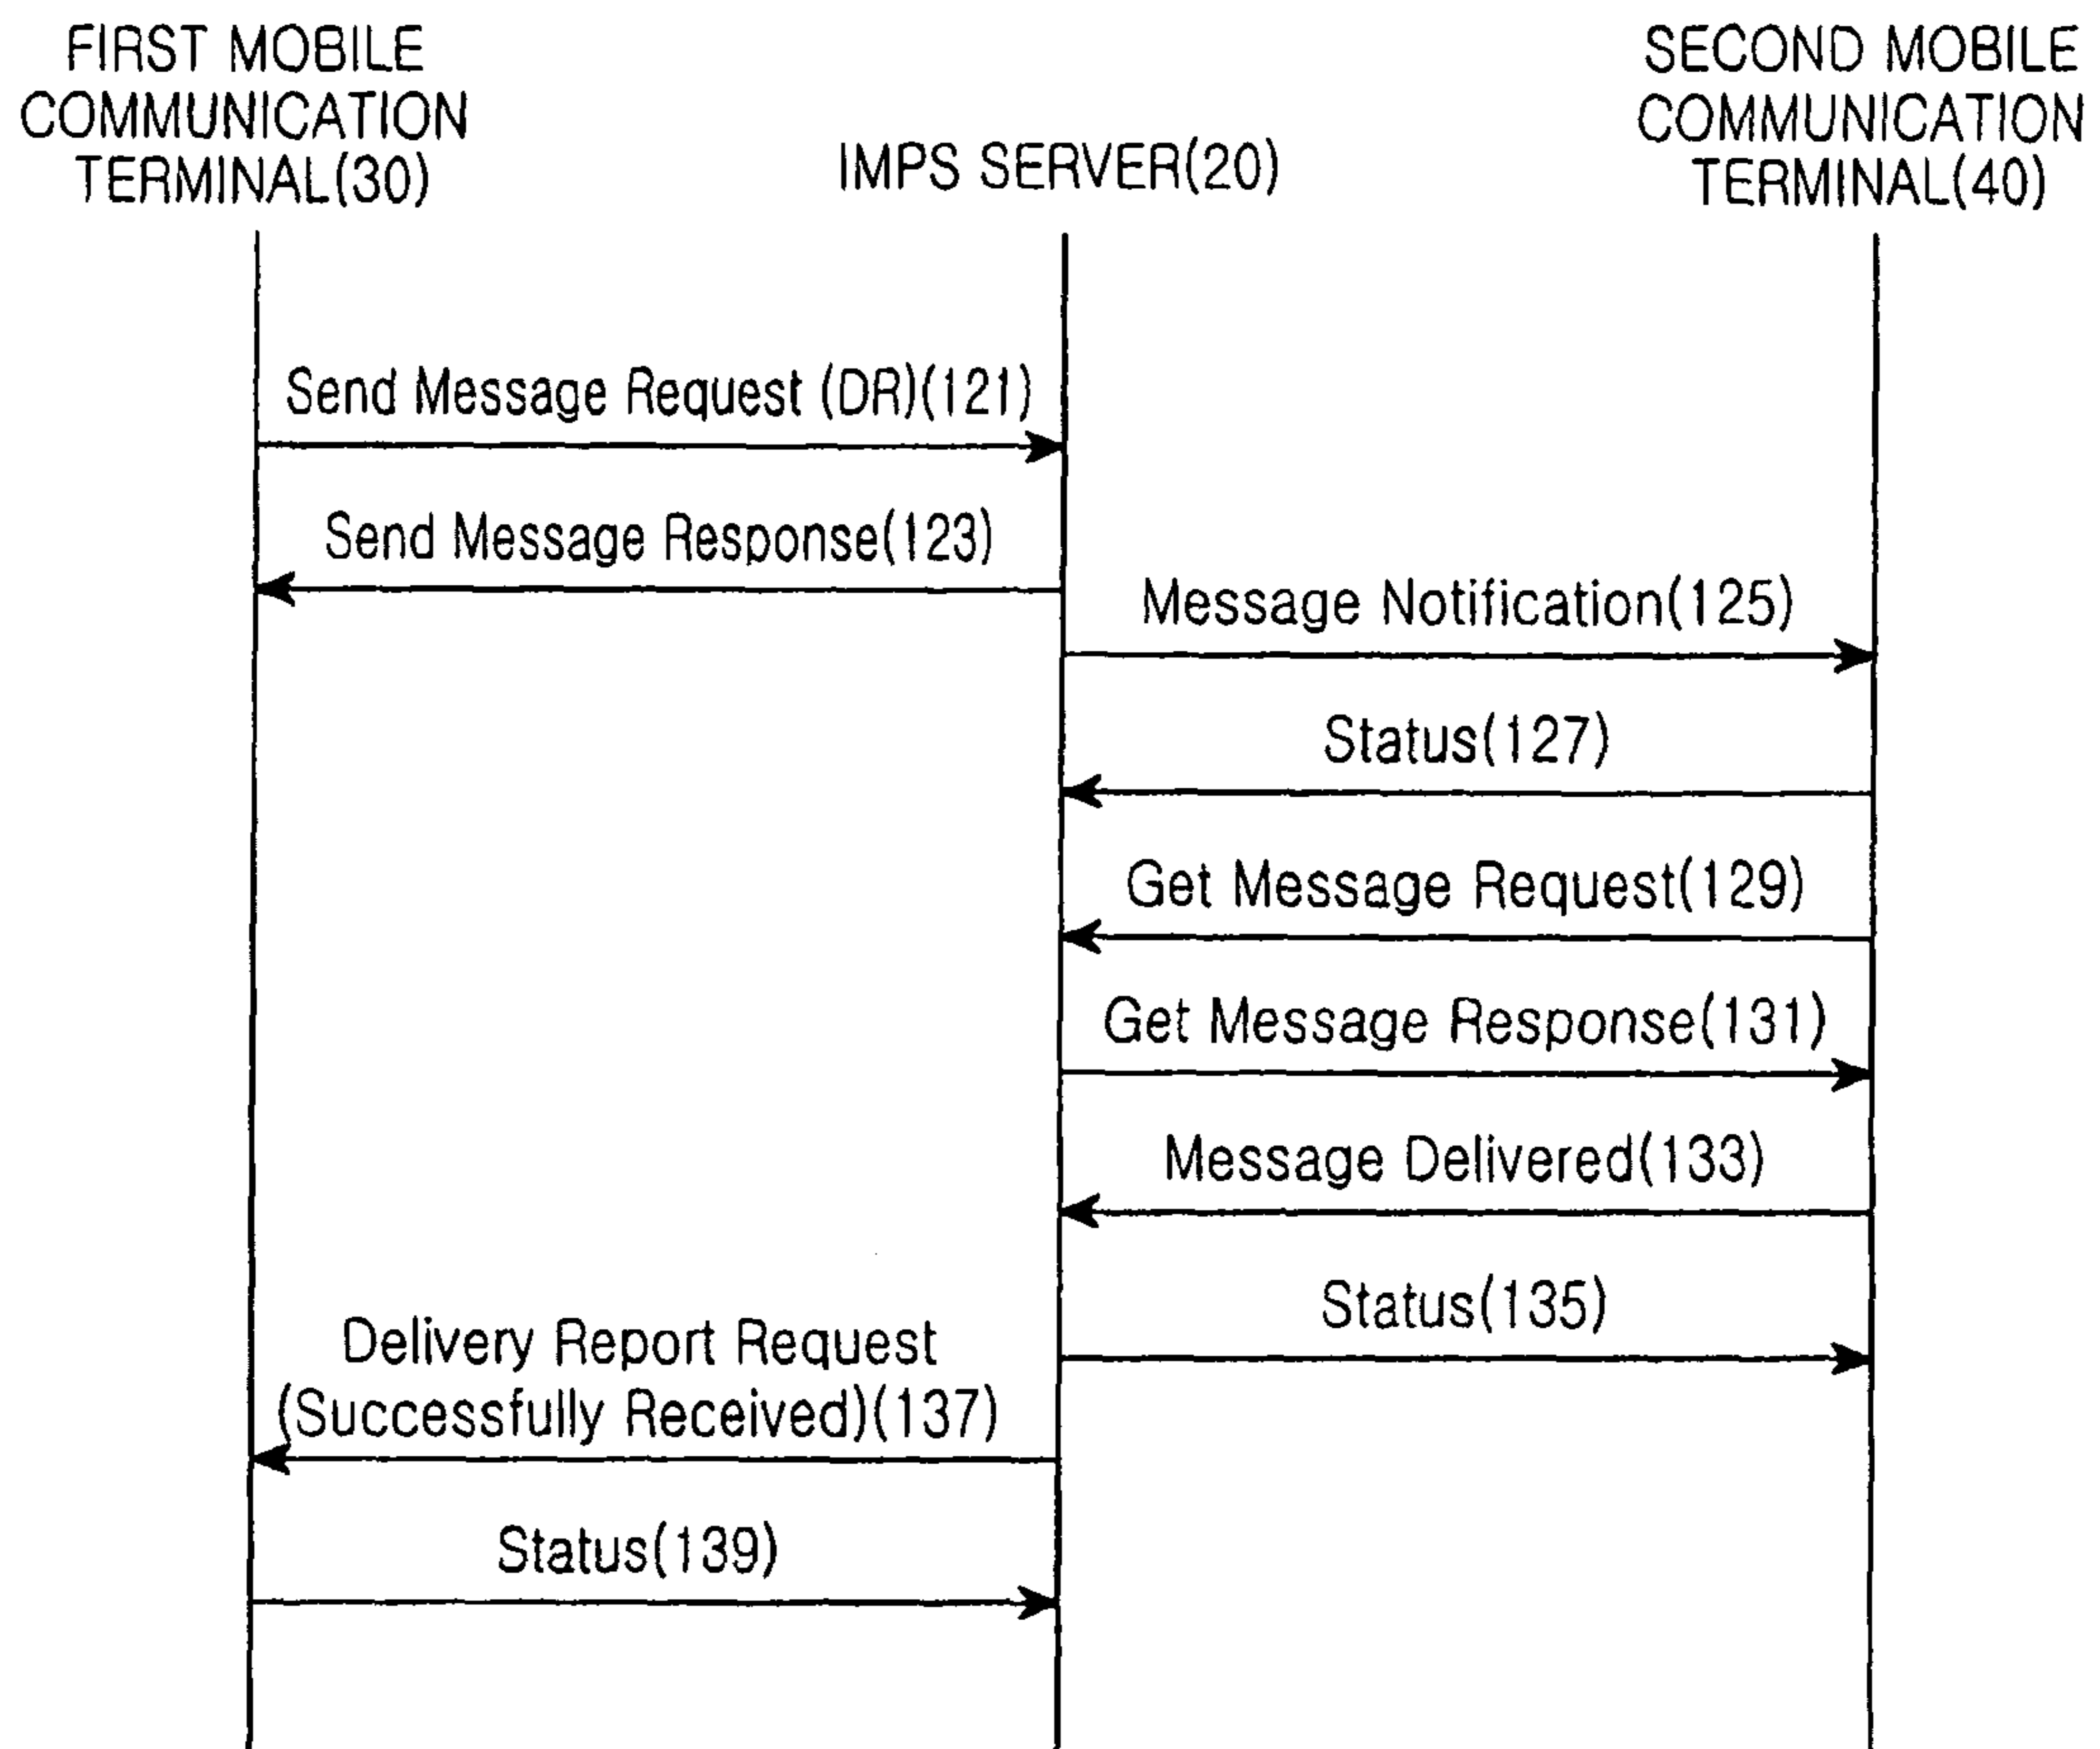 FIRST MOBILE
COMMUNICATION
TERMINAL(30)
IMPS SERVER(20)
SECOND MOBILE
COMMUNICATION
TERMINAL(40)
Send Message Request (DR)(121)
Send Message Response(123)
Message Notification(125)
Status(127)
Get Message Request(129)
Get Message Response(131)
Message Delivered(133)
Status(135)
Delivery Report Request
(Successfully Received)(137)
Status(139)